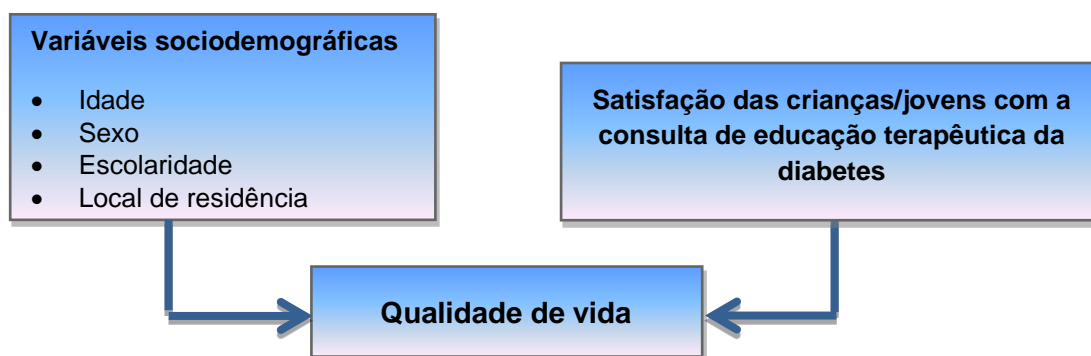 Variáveis sociodemográficas
• Idade
• Sexo
• Escolaridade
• Local de residência
Satisfação das crianças/jovens com a
consulta de educação terapêutica da
diabetes
Qualidade de vida